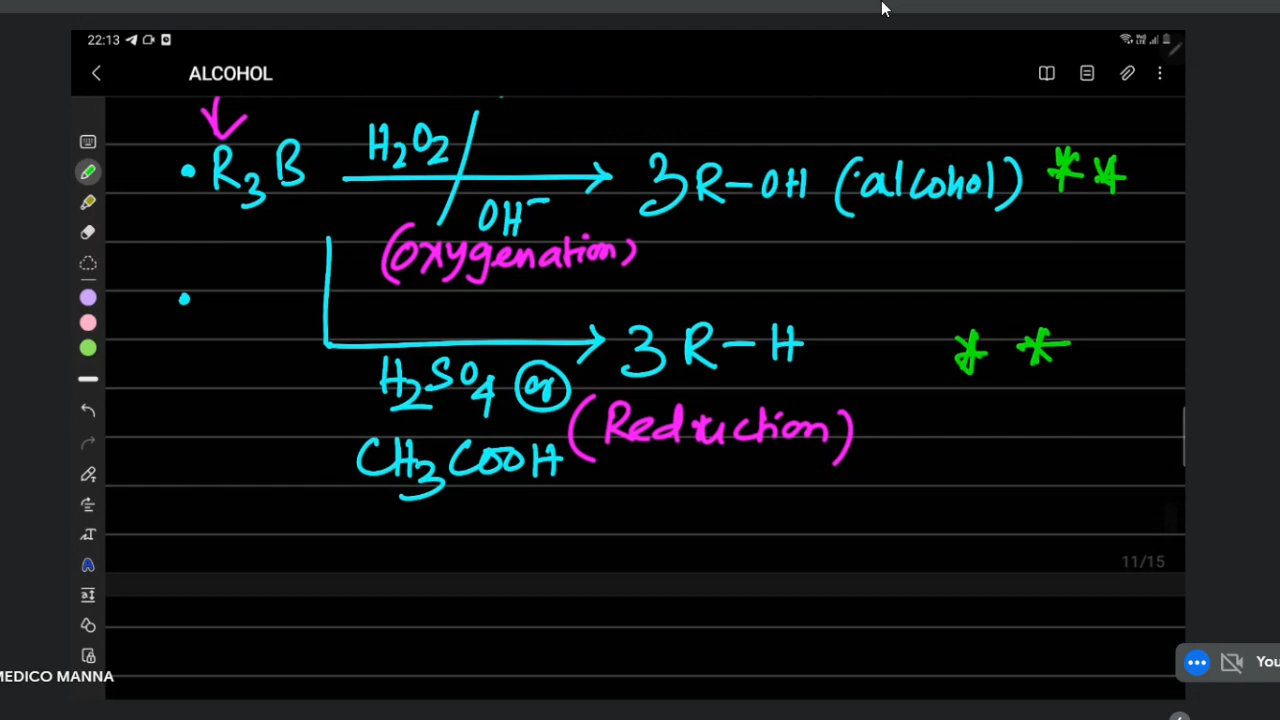 22:13
ALCOHOL
• R3B H2O2 / OH⁻ → 3R-OH (alcohol) **
(oxygenation)
• → 3 R-H * *
H2SO4 or
(Reduction)
CH3COOH
11/15
MEDICO MANNA
You